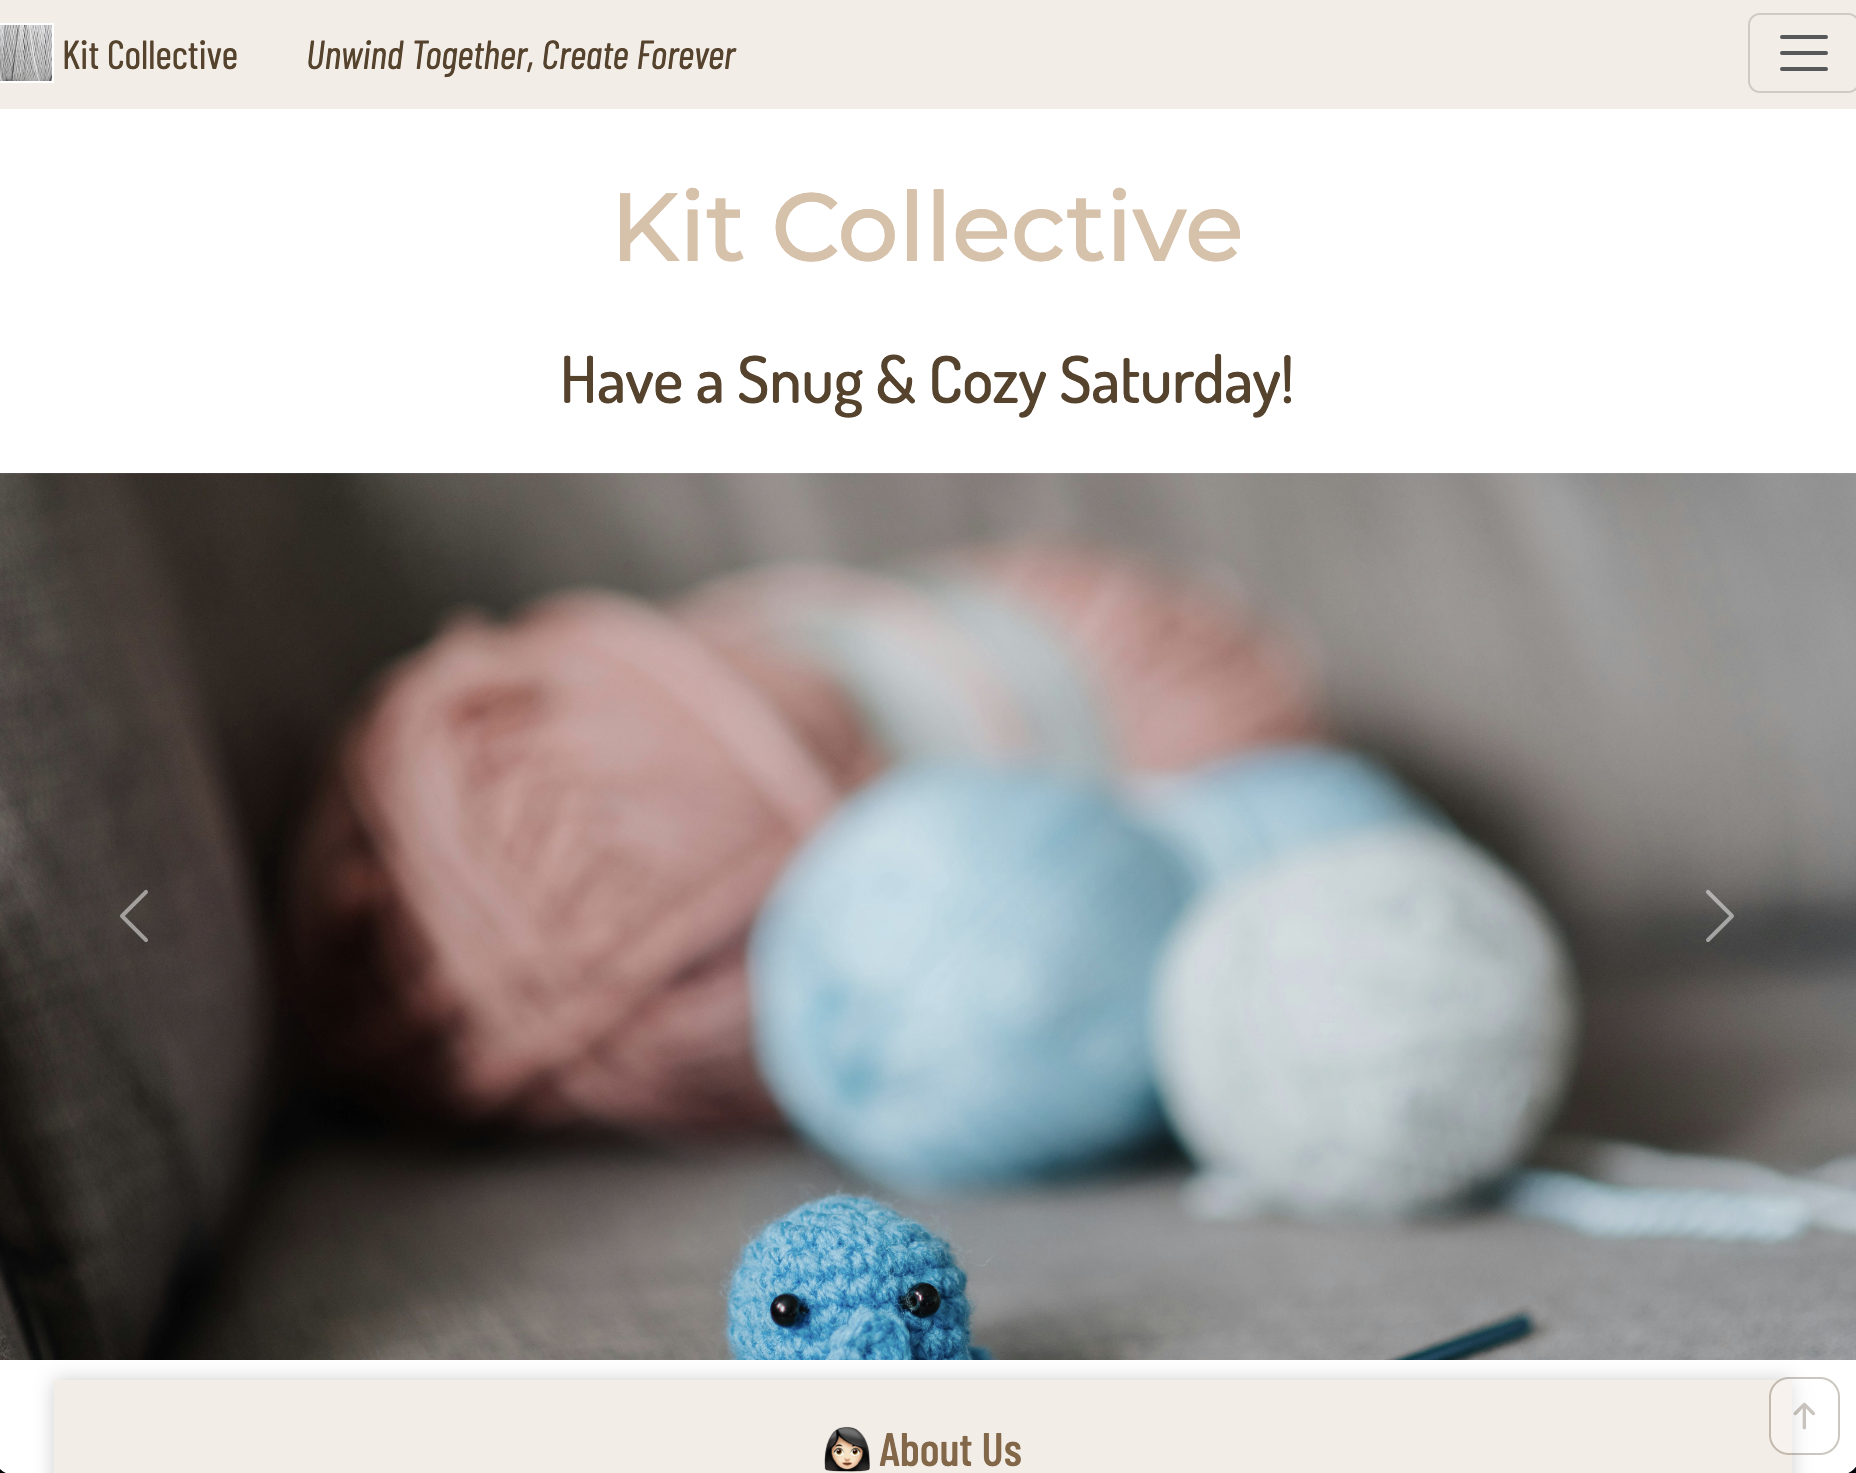 Kit Collective
Unwind Together, Create Forever
Kit Collective
Have a Snug & Cozy Saturday!
About Us